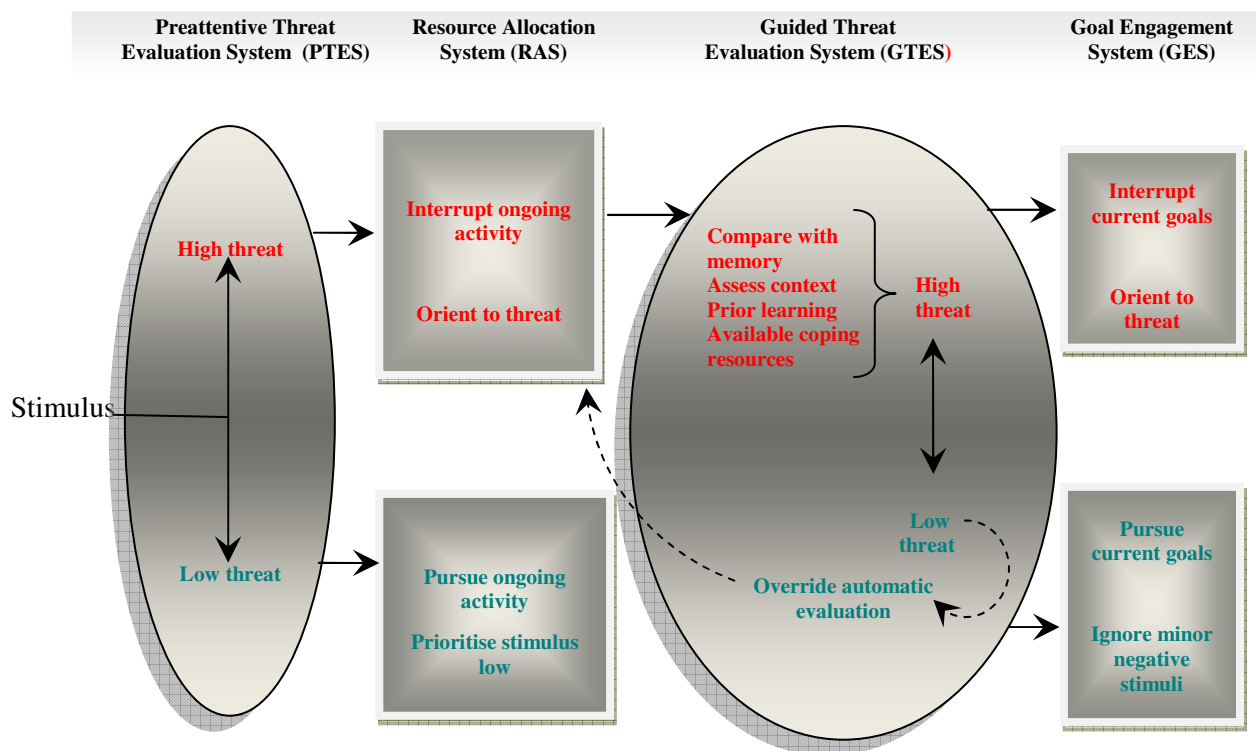 Preattentive Threat
Evaluation System (PTES)
Resource Allocation
System (RAS)
Guided Threat
Evaluation System (GTES)
Goal Engagement
System (GES)
Stimulus
High threat
Low threat
Interrupt ongoing
activity
Orient to threat
Pursue ongoing
activity
Prioritise stimulus
low
Compare with
memory
Assess context
Prior learning
Available coping
resources
High
threat
Low
threat
Override automatic
evaluation
Interrupt
current goals
Orient to
threat
Pursue
current goals
Ignore minor
negative
stimuli